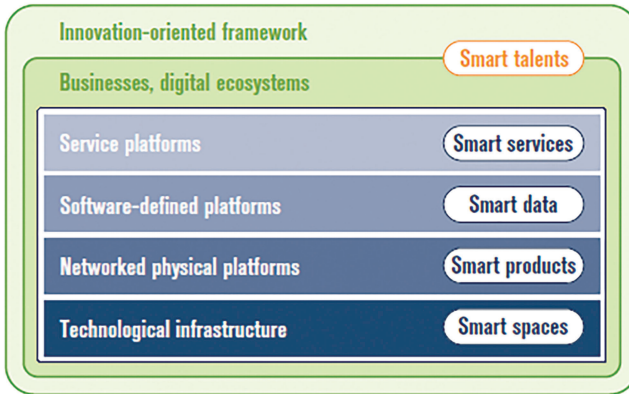 Innovation-oriented framework
Smart talents
Businesses, digital ecosystems
Service platforms
Smart services
Software-defined platforms
Smart data
Networked physical platforms
Smart products
Technological infrastructure
Smart spaces